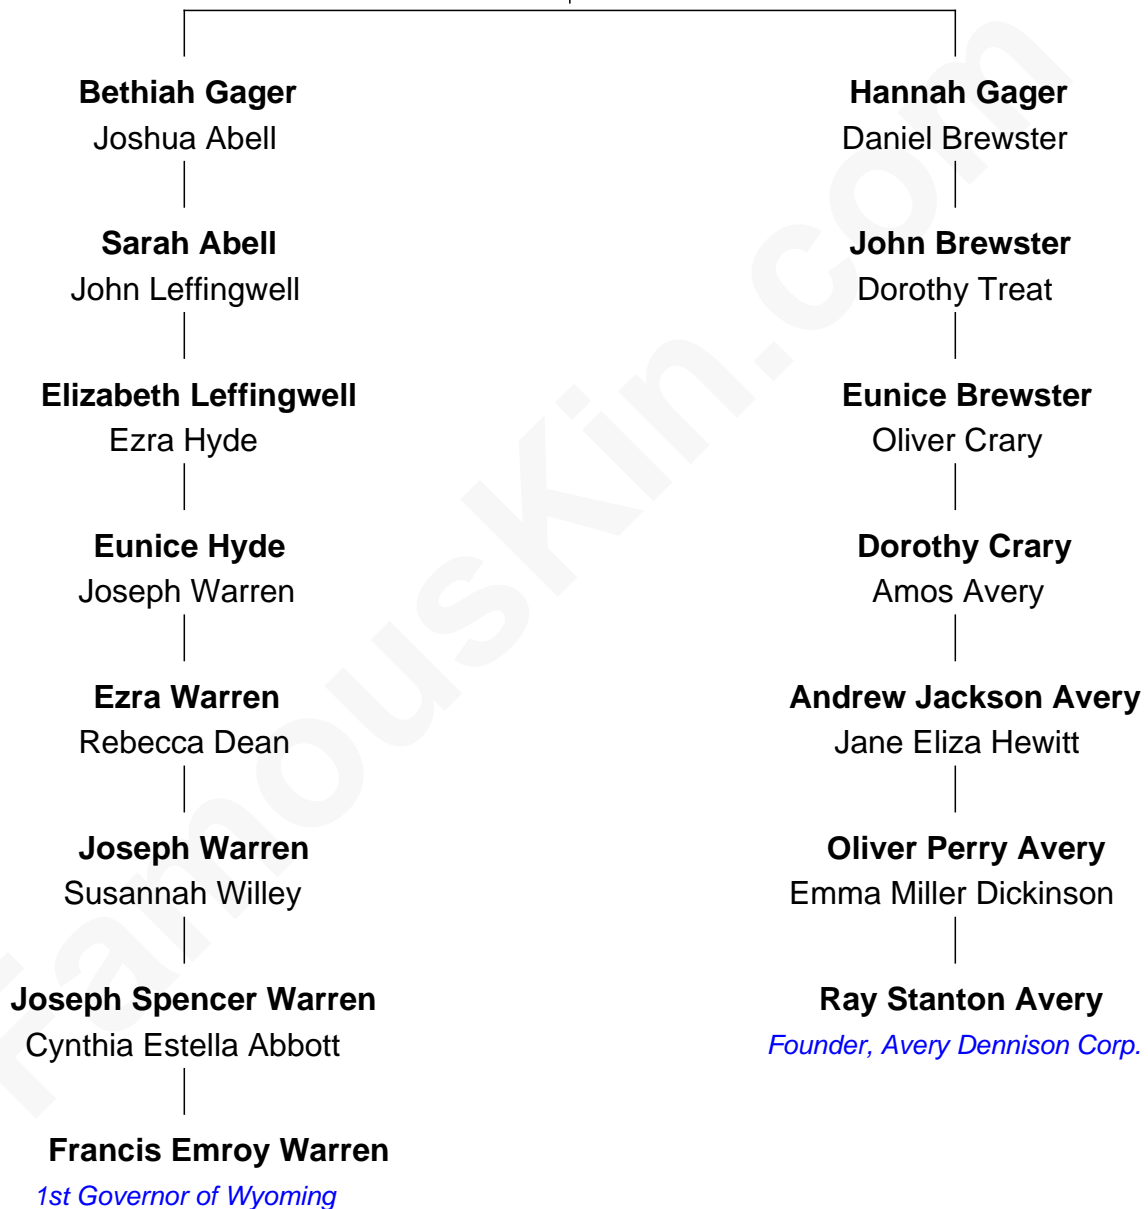 Bethiah Gager
Joshua Abell
Sarah Abell
John Leffingwell
Elizabeth Leffingwell
Ezra Hyde
Eunice Hyde
Joseph Warren
Ezra Warren
Rebecca Dean
Joseph Warren
Susannah Willey
Joseph Spencer Warren
Cynthia Estella Abbott
Francis Emroy Warren
1st Governor of Wyoming
Hannah Gager
Daniel Brewster
John Brewster
Dorothy Treat
Eunice Brewster
Oliver Crary
Dorothy Crary
Amos Avery
Andrew Jackson Avery
Jane Eliza Hewitt
Oliver Perry Avery
Emma Miller Dickinson
Ray Stanton Avery
Founder, Avery Dennison Corp.
FamousKin.com